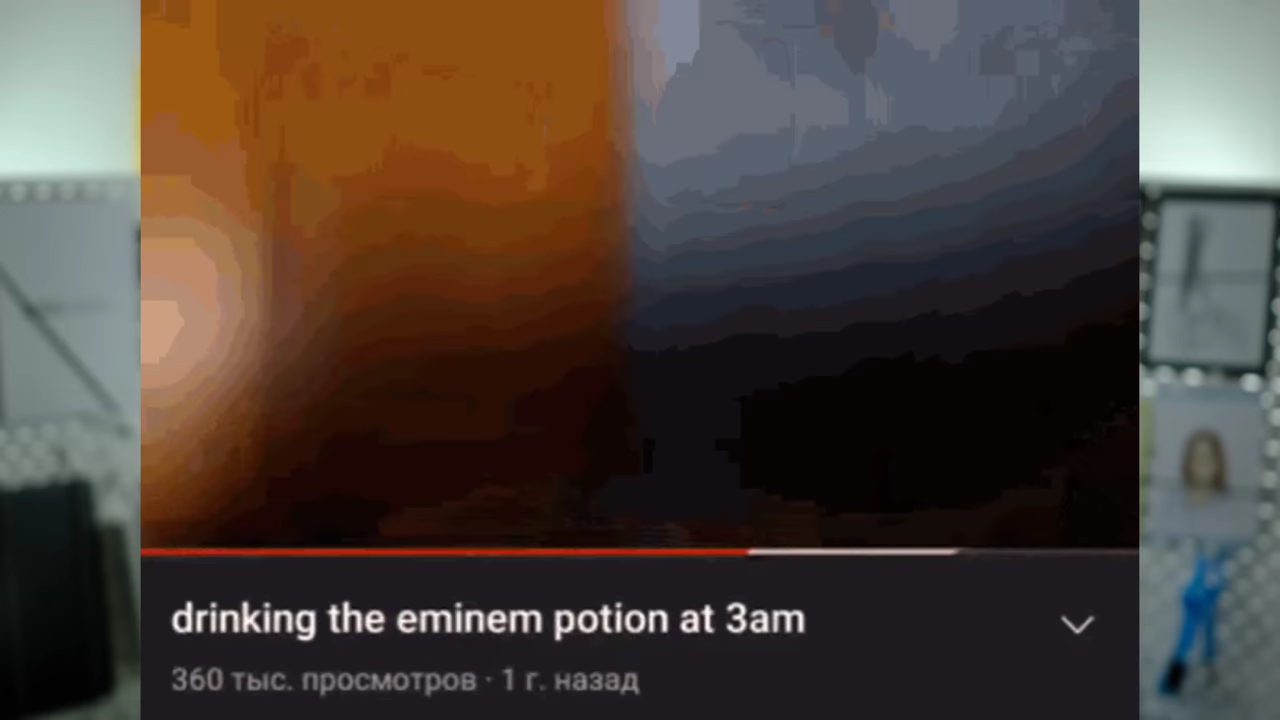 drinking the eminem potion at 3am
360 тыс. просмотров · 1 г. назад